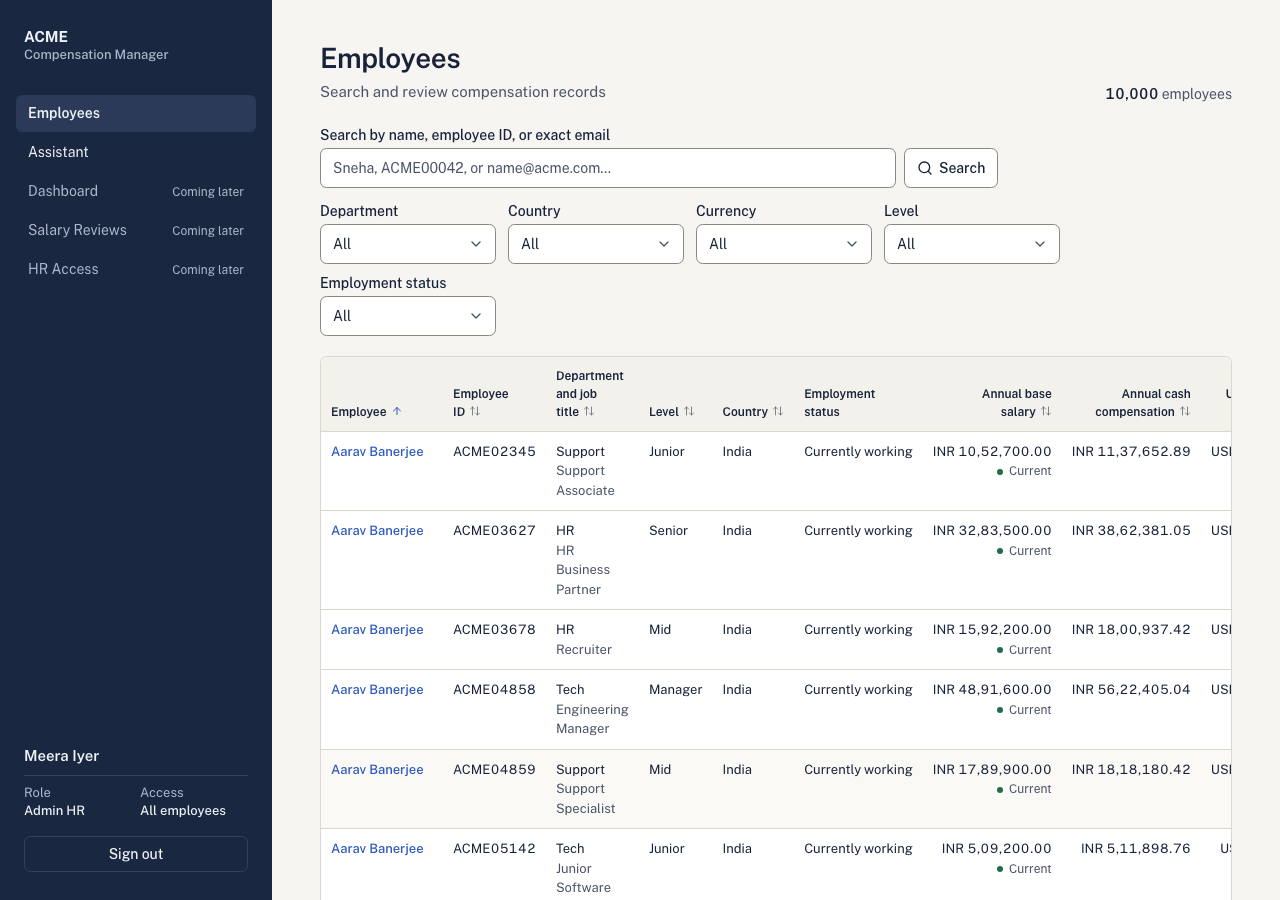 ACME
Compensation Manager
Employees
Assistant
Dashboard Coming later
Salary Reviews Coming later
HR Access Coming later
Meera Iyer
Role Access
Admin HR All employees
Sign out
Employees
Search and review compensation records
10,000 employees
Search by name, employee ID, or exact email
Sneha, ACME00042, or name@acme.com...
Search
Department Country Currency Level
All All All All
Employment status
All
Department
Employee and job Employment Annual base Annual cash
Employee ID title Level Country status salary compensation
Aarav Banerjee ACME02345 Support Junior India Currently working INR 10,52,700.00 INR 11,37,652.89
Support Current
Associate
Aarav Banerjee ACME03627 HR Senior India Currently working INR 32,83,500.00 INR 38,62,381.05
HR Current
Business
Partner
Aarav Banerjee ACME03678 HR Mid India Currently working INR 15,92,200.00 INR 18,00,937.42
Recruiter Current
Aarav Banerjee ACME04858 Tech Manager India Currently working INR 48,91,600.00 INR 56,22,405.04
Engineering Current
Manager
Aarav Banerjee ACME04859 Support Mid India Currently working INR 17,89,900.00 INR 18,18,180.42
Support Current
Specialist
Aarav Banerjee ACME05142 Tech Junior India Currently working INR 5,09,200.00 INR 5,11,898.76
Junior Current
Software